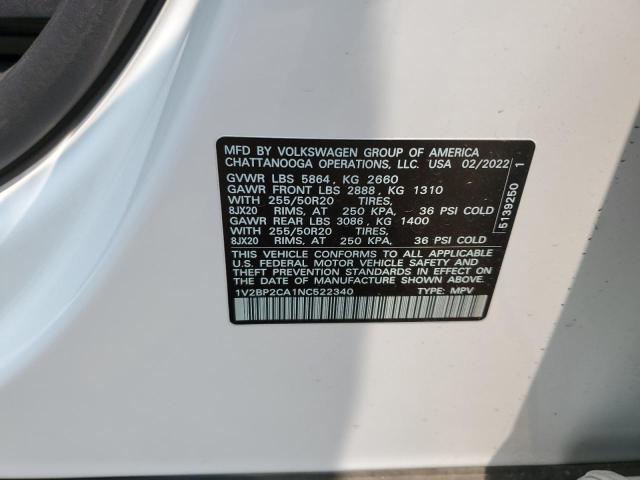 MFD BY VOLKSWAGEN GROUP OF AMERICA
CHATTANOOGA OPERATIONS, LLC. USA 02/2022
GVWR LBS 5864, KG 2660
GAWR FRONT LBS 2888, KG 1310
WITH 255/50R20 TIRES,
8JX20 RIMS, AT 250 KPA, 36 PSI COLD
GAWR REAR LBS 3086, KG 1400
WITH 255/50R20 TIRES,
8JX20 RIMS, AT 250 KPA, 36 PSI COLD
THIS VEHICLE CONFORMS TO ALL APPLICABLE
U.S. FEDERAL MOTOR VEHICLE SAFETY AND
THEFT PREVENTION STANDARDS IN EFFECT ON
THE DATE OF MANUFACTURE SHOWN ABOVE.
1V2BP2CA1NC522340 TYPE: MPV
5139250 1